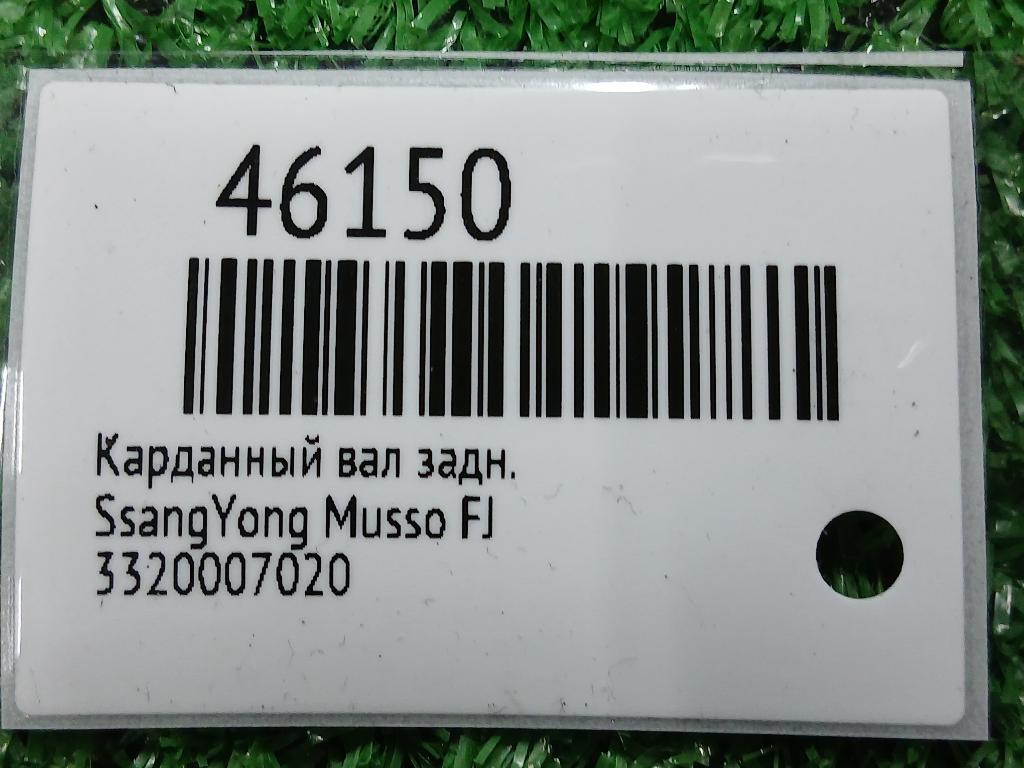 46150
Карданный вал задн.
SsangYong Musso FJ
3320007020